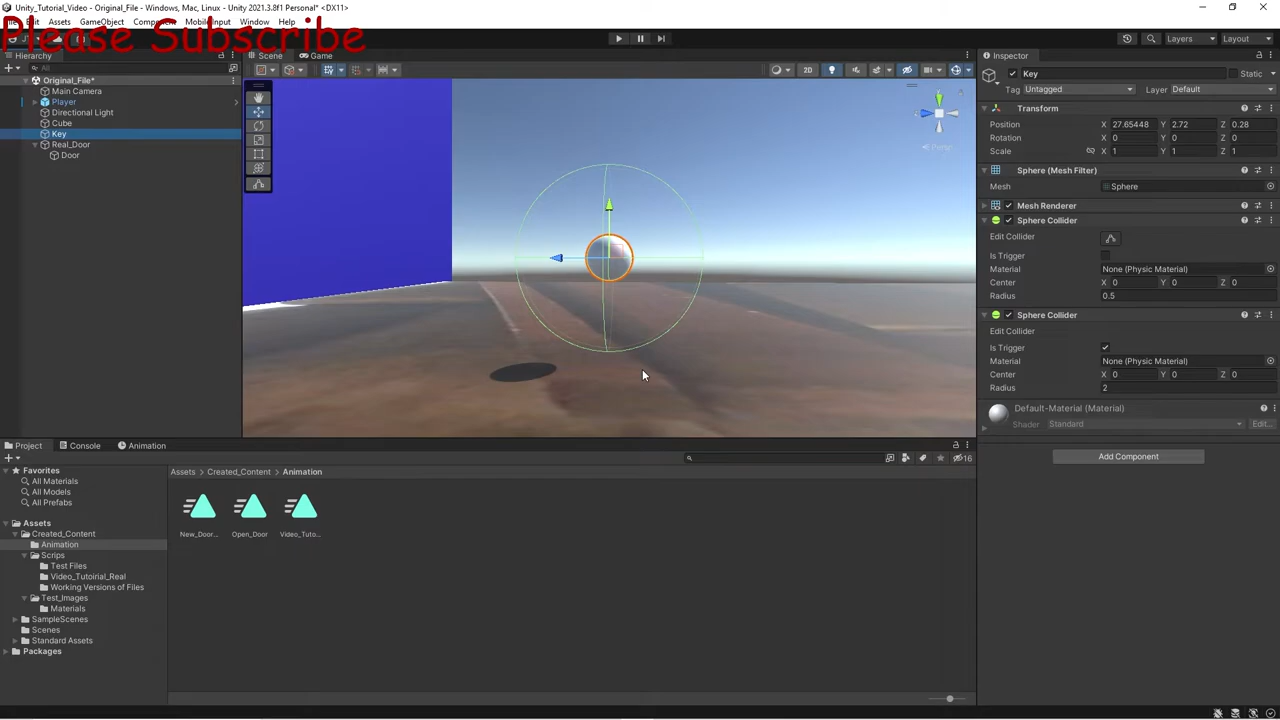 Unity_Tutorial_Video - Original_File - Windows, Mac, Linux - Unity 2021.3.8f1 Personal* <DX11>
Assets GameObject Component MobileInput Window Help
Please Subscribe
Layers Layout
Hierarchy
All
Original_File*
Main Camera
Player
Directional Light
Cube
Key
Real_Door
Door
Scene Game
2D
Persp
Inspector
Key Static
Tag Untagged Layer Default
Transform
Position X 27.65448 Y 2.72 Z 0.28
Rotation X 0 Y 0 Z 0
Scale X 1 Y 1 Z 1
Sphere (Mesh Filter)
Mesh Sphere
Mesh Renderer
Sphere Collider
Edit Collider
Is Trigger
Material None (Physic Material)
Center X 0 Y 0 Z 0
Radius 0.5
Sphere Collider
Edit Collider
Is Trigger
Material None (Physic Material)
Center X 0 Y 0 Z 0
Radius 2
Default-Material (Material)
Shader Standard Edit...
Add Component
Project Console Animation
16
Favorites
All Materials
All Models
All Prefabs
Assets
Created_Content
Animation
Scrips
Test Files
Video_Tutoirial_Real
Working Versions of Files
Test_Images
Materials
SampleScenes
Scenes
Standard Assets
Packages
Assets Created_Content Animation
New_Door... Open_Door Video_Tuto...